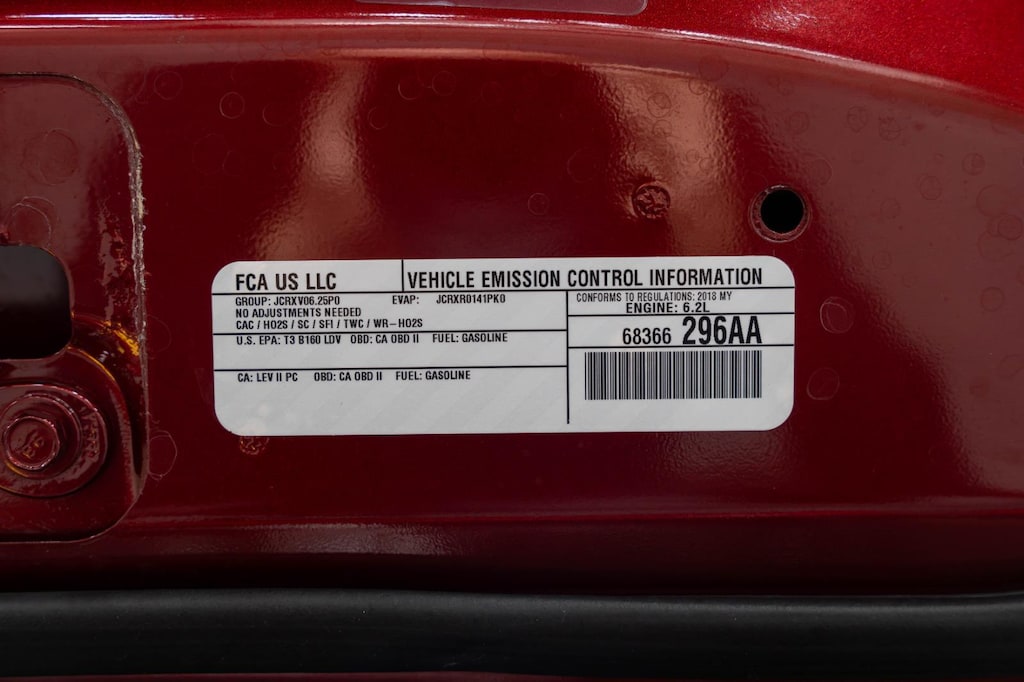 FCA US LLC
VEHICLE EMISSION CONTROL INFORMATION
GROUP: JCRXV06.25P0 EVAP: JCRXR0141PK0
NO ADJUSTMENTS NEEDED
CAC / HO2S / SC / SFI / TWC / WR-HO2S
U.S. EPA: T3 B160 LDV OBD: CA OBD II FUEL: GASOLINE
CA: LEV II PC OBD: CA OBD II FUEL: GASOLINE
CONFORMS TO REGULATIONS: 2018 MY
ENGINE: 6.2L
68366 296AA